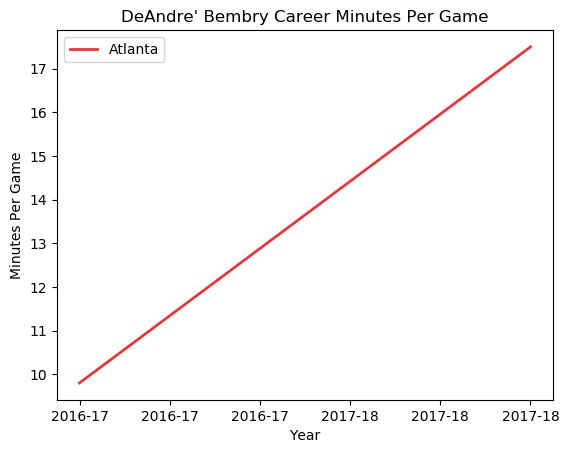 DeAndre' Bembry Career Minutes Per Game
Atlanta
17
16
15
14
13
12
11
10
Minutes Per Game
2016-17 2016-17 2016-17 2017-18 2017-18 2017-18
Year